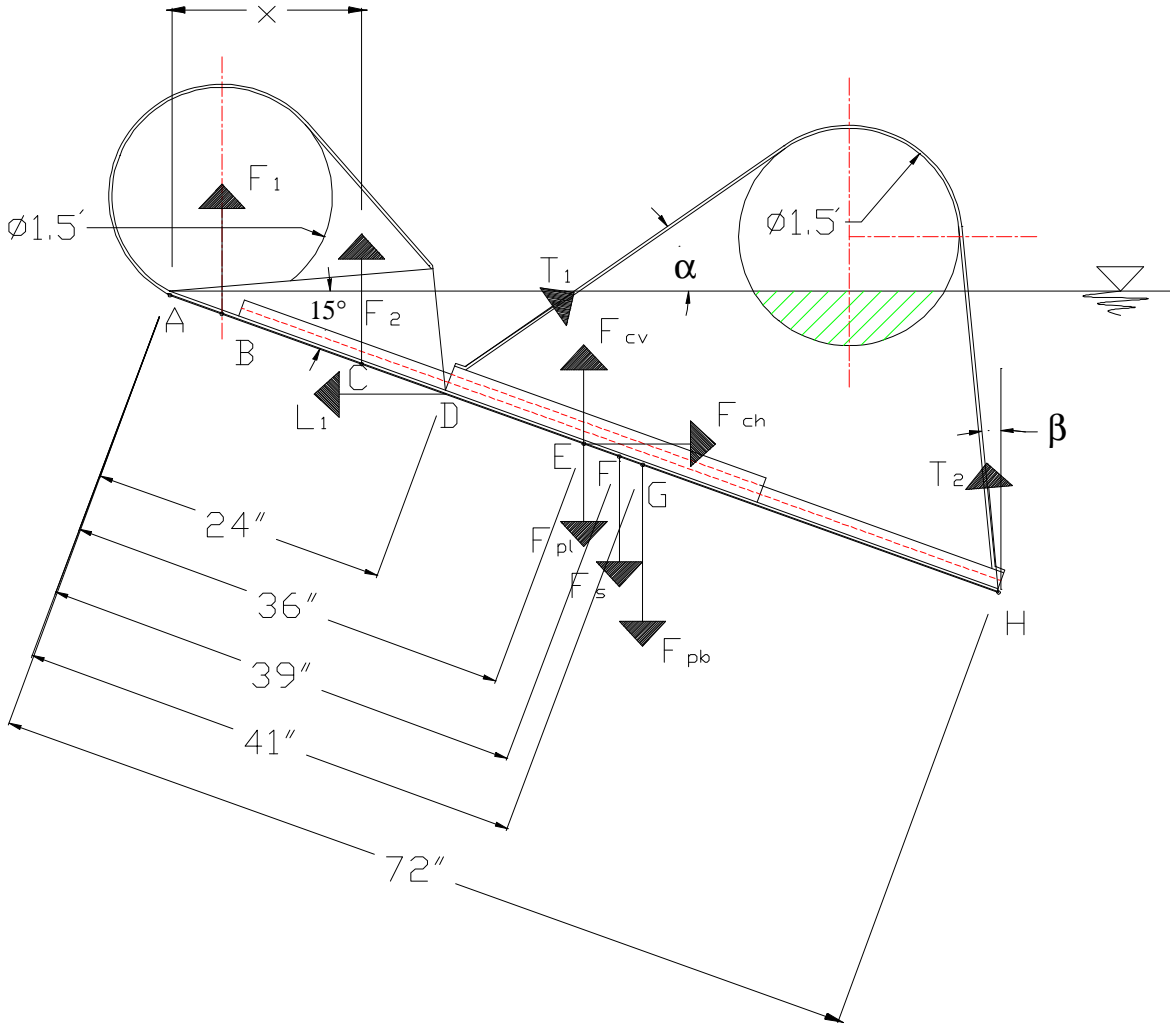 x
F1
Ø1.5'
Ø1.5'
α
T1
15°
F2
Fcv
A
B
C
L1
D
Fch
β
E
F
G
T2
24"
Fpl
Fs
36"
H
Fpb
39"
41"
72"